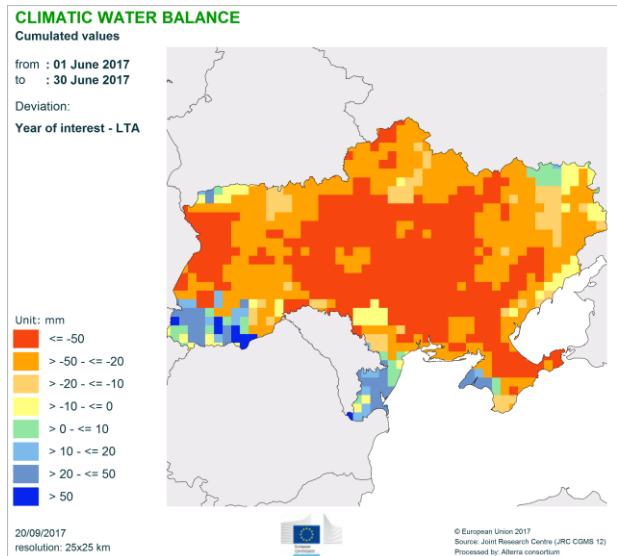 CLIMATIC WATER BALANCE
Cumulated values
from : 01 June 2017
to : 30 June 2017
Deviation:
Year of interest - LTA
Unit: mm
<= -50
> -50 - <= -20
> -20 - <= -10
> -10 - <= 0
> 0 - <= 10
> 10 - <= 20
> 20 - <= 50
> 50
20/09/2017
resolution: 25x25 km
European
Commission
© European Union 2017
Source: Joint Research Centre (JRC CGMS 12)
Processed by: Alterra consortium